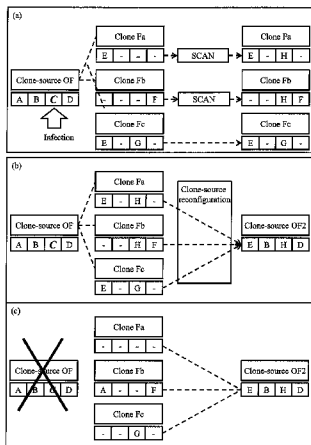 (a)
Clone Fa
Clone Fa
E - - -
SCAN
E - H -
Clone-source OF
Clone Fb
Clone Fb
A B C D
- - - F
SCAN
- - H F
Infection
Clone Fc
Clone Fc
E - G -
E - G -
(b)
Clone Fa
Clone-source
reconfiguration
E - H -
Clone-source OF
Clone Fb
Clone-source OF2
A B C D
- - H F
E B H D
Clone Fc
E - G -
(c)
Clone Fa
- - - -
Clone-source OF
Clone Fb
Clone-source OF2
A B C D
A - - F
E B H D
Clone Fc
- - G -